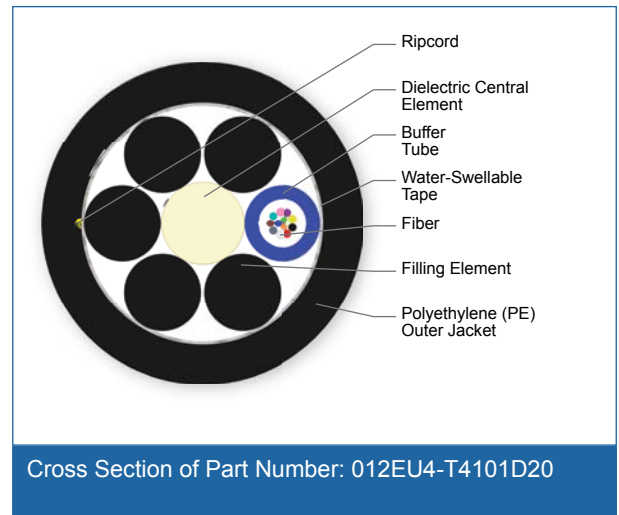 Ripcord
Dielectric Central
Element
Buffer
Tube
Water-Swellable
Tape
Fiber
Filling Element
Polyethylene (PE)
Outer Jacket
Cross Section of Part Number: 012EU4-T4101D20